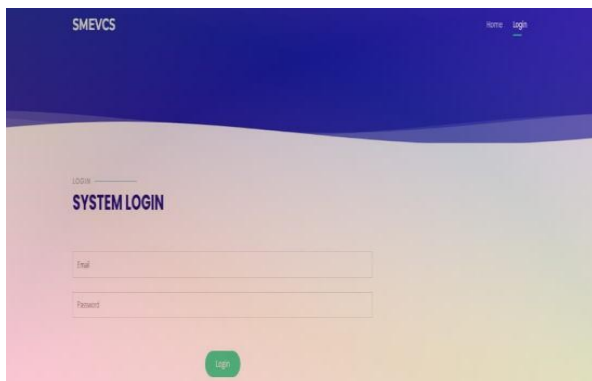 SMEVCS
Home Login
LOGIN
SYSTEM LOGIN
Email
Password
Login